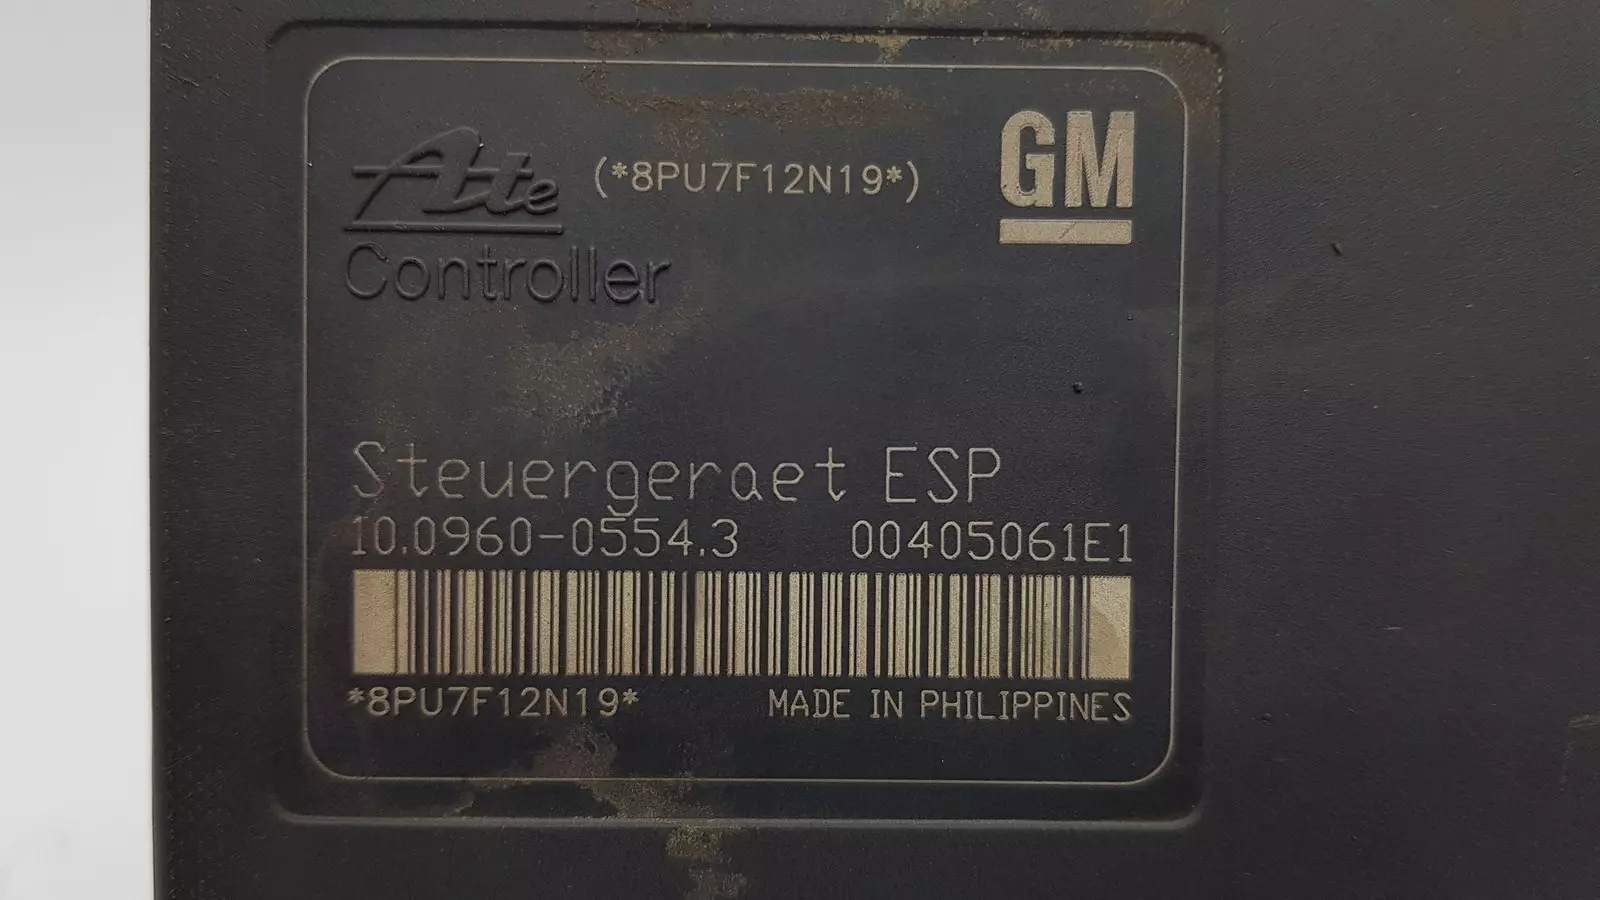 Ate (*8PU7F12N19*) GM
Controller
Steuergeraet ESP
10.0960-0554.3 00405061E1
*8PU7F12N19* MADE IN PHILIPPINES